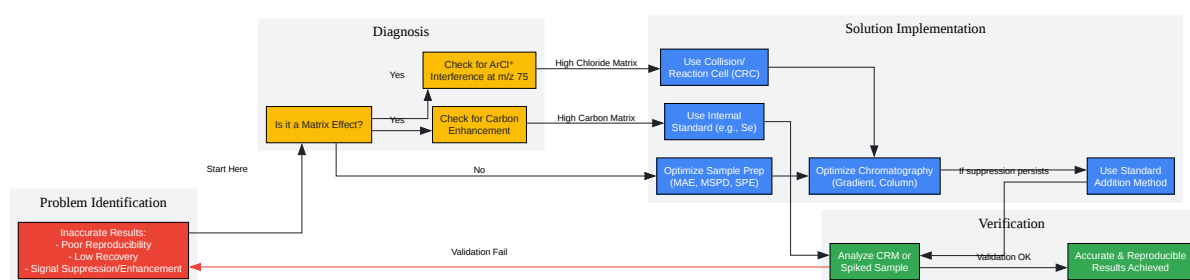 Solution Implementation
Diagnosis
Check for ArCl⁺
Interference at m/z 75
High Chloride Matrix
Use Collision/
Reaction Cell (CRC)
Yes
Is it a Matrix Effect?
Yes
Check for Carbon
Enhancement
High Carbon Matrix
Use Internal
Standard (e.g., Se)
Start Here
No
Optimize Sample Prep
(MAE, MSPD, SPE)
Optimize Chromatography
(Gradient, Column)
If suppression persists
Use Standard
Addition Method
Problem Identification
Inaccurate Results:
- Poor Reproducibility
- Low Recovery
- Signal Suppression/Enhancement
Verification
Validation Fail
Analyze CRM or
Spiked Sample
Validation OK
Accurate & Reproducible
Results Achieved